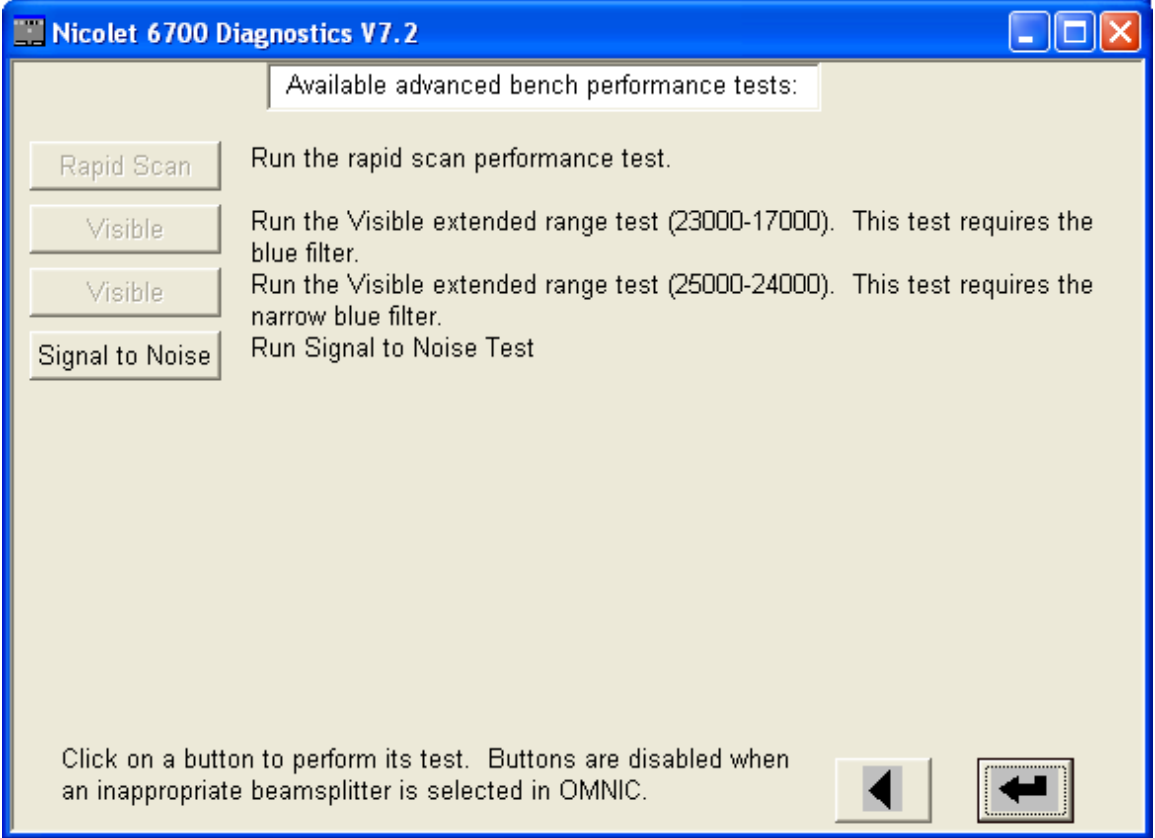 Nicolet 6700 Diagnostics V7.2
Available advanced bench performance tests:
Rapid Scan
Run the rapid scan performance test.
Visible
Run the Visible extended range test (23000-17000).  This test requires the
blue filter.
Visible
Run the Visible extended range test (25000-24000).  This test requires the
narrow blue filter.
Signal to Noise
Run Signal to Noise Test
Click on a button to perform its test.  Buttons are disabled when
an inappropriate beamsplitter is selected in OMNIC.